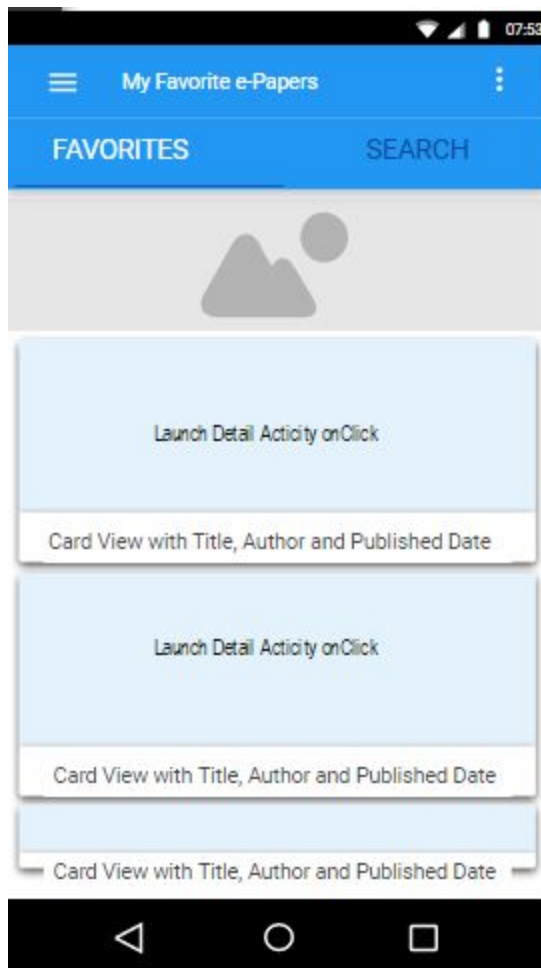 07:53
My Favorite e-Papers
FAVORITES SEARCH
Launch Detail Acticity onClick
Card View with Title, Author and Published Date
Launch Detail Acticity onClick
Card View with Title, Author and Published Date
Card View with Title, Author and Published Date